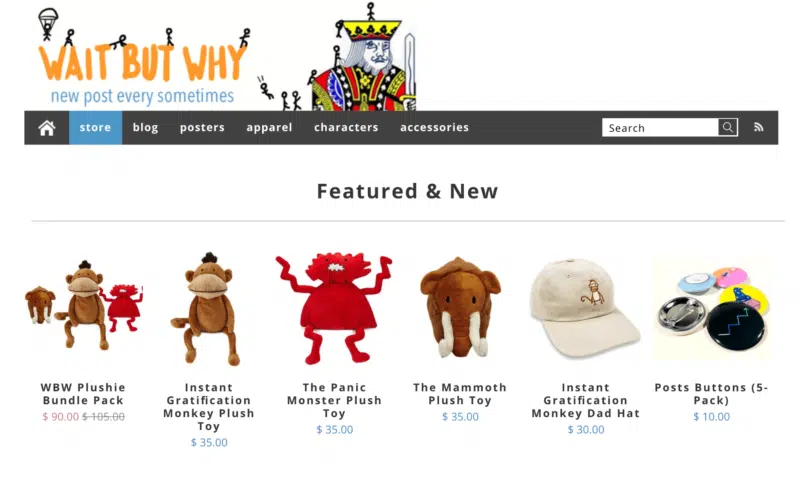 WAIT BUT WHY
new post every sometimes
store blog posters apparel characters accessories Search
Featured & New
WBW Plushie
Bundle Pack
$ 90.00 $ 105.00
Instant
Gratification
Monkey Plush
Toy
$ 35.00
The Panic
Monster Plush
Toy
$ 35.00
The Mammoth
Plush Toy
$ 35.00
Instant
Gratification
Monkey Dad Hat
$ 30.00
Posts Buttons (5-
Pack)
$ 10.00